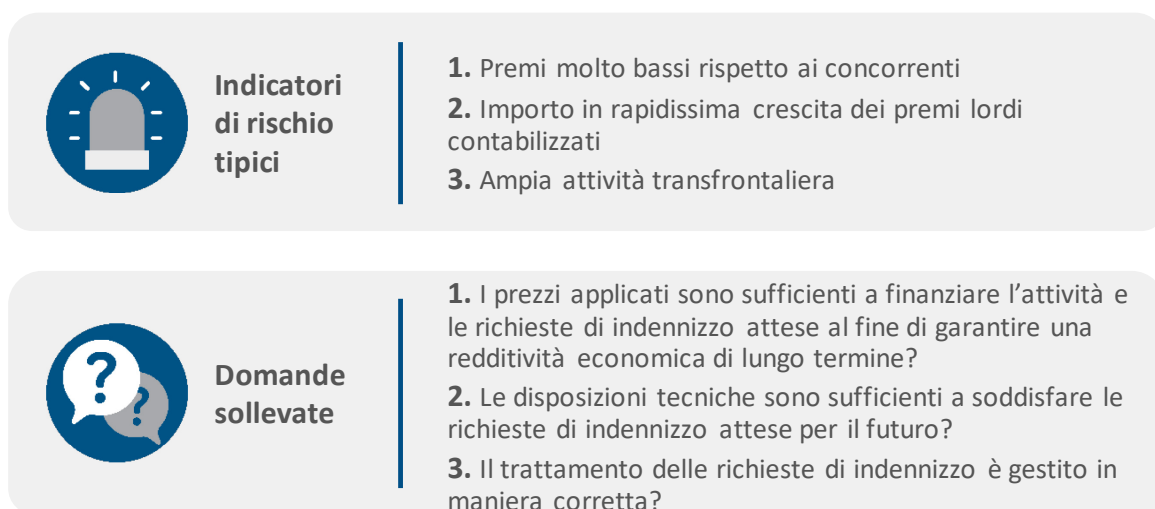 Indicatori
di rischio
tipici
1. Premi molto bassi rispetto ai concorrenti
2. Importo in rapidissima crescita dei premi lordi
contabilizzati
3. Ampia attività transfrontaliera
Domande
sollevate
1. I prezzi applicati sono sufficienti a finanziare l’attività e
le richieste di indennizzo attese al fine di garantire una
redditività economica di lungo termine?
2. Le disposizioni tecniche sono sufficienti a soddisfare le
richieste di indennizzo attese per il futuro?
3. Il trattamento delle richieste di indennizzo è gestito in
maniera corretta?